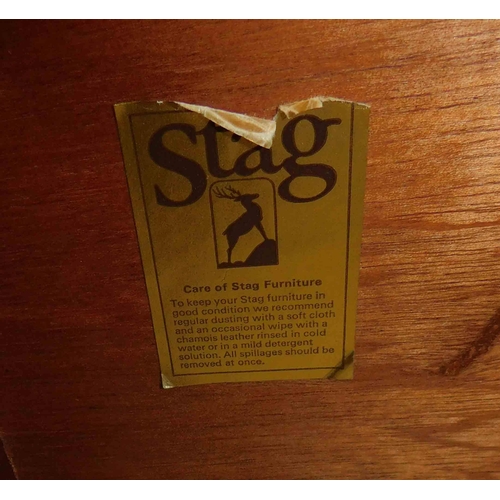 Stag
Care of Stag Furniture
To keep your Stag furniture in
good condition we recommend
regular dusting with a soft cloth
and an occasional wipe with a
chamois leather rinsed in cold
water or in a mild detergent
solution. All spillages should be
removed at once.